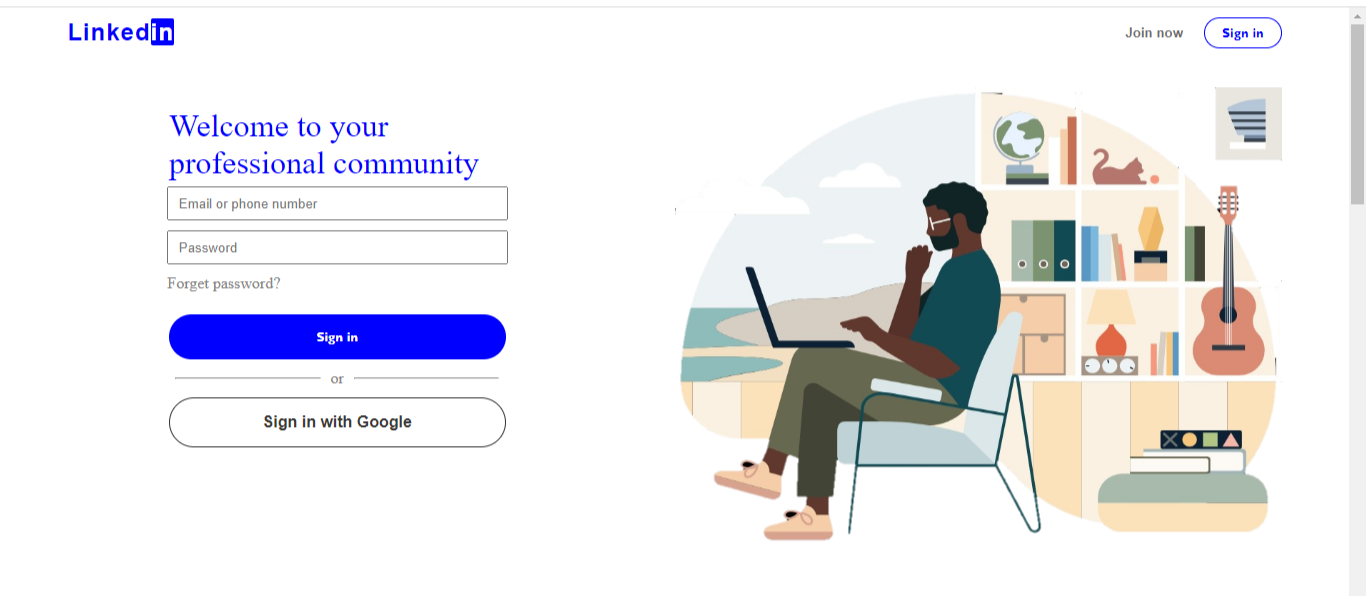 Linkedin
Join now
Sign in
Welcome to your
professional community
Email or phone number
Password
Forget password?
Sign in
or
Sign in with Google